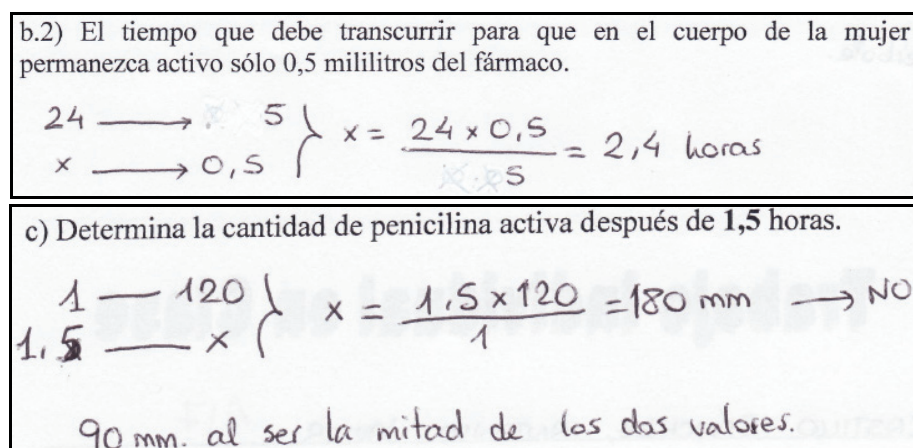 b.2) El tiempo que debe transcurrir para que en el cuerpo de la mujer
permanezca activo sólo 0,5 mililitros del fármaco.
24 → 5 } x = 24 x 0,5 / 5 = 2,4 horas
x → 0,5
c) Determina la cantidad de penicilina activa después de 1,5 horas.
1 — 120 } x = 1.5 x 120 / 1 = 180 mm → NO
1,5 — x
90 mm. al ser la mitad de los dos valores.